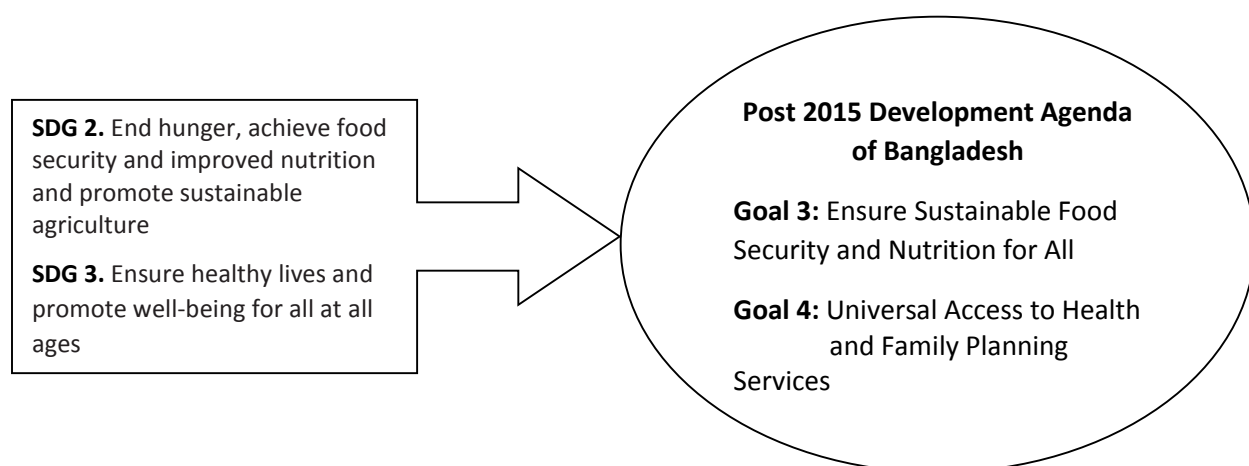 SDG 2. End hunger, achieve food
security and improved nutrition
and promote sustainable
agriculture
SDG 3. Ensure healthy lives and
promote well-being for all at all
ages
Post 2015 Development Agenda
of Bangladesh
Goal 3: Ensure Sustainable Food
Security and Nutrition for All
Goal 4: Universal Access to Health
and Family Planning
Services